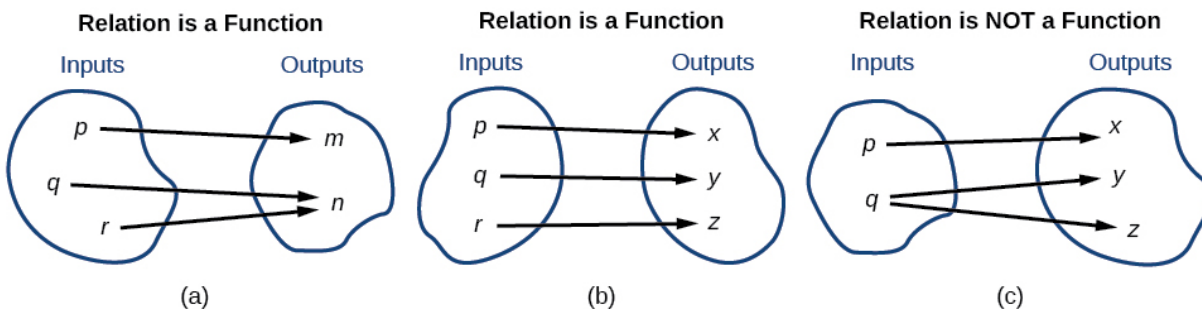 Relation is a Function
Inputs Outputs
p m
q n
r
(a)
Relation is a Function
Inputs Outputs
p x
q y
r z
(b)
Relation is NOT a Function
Inputs Outputs
p x
q y
z
(c)